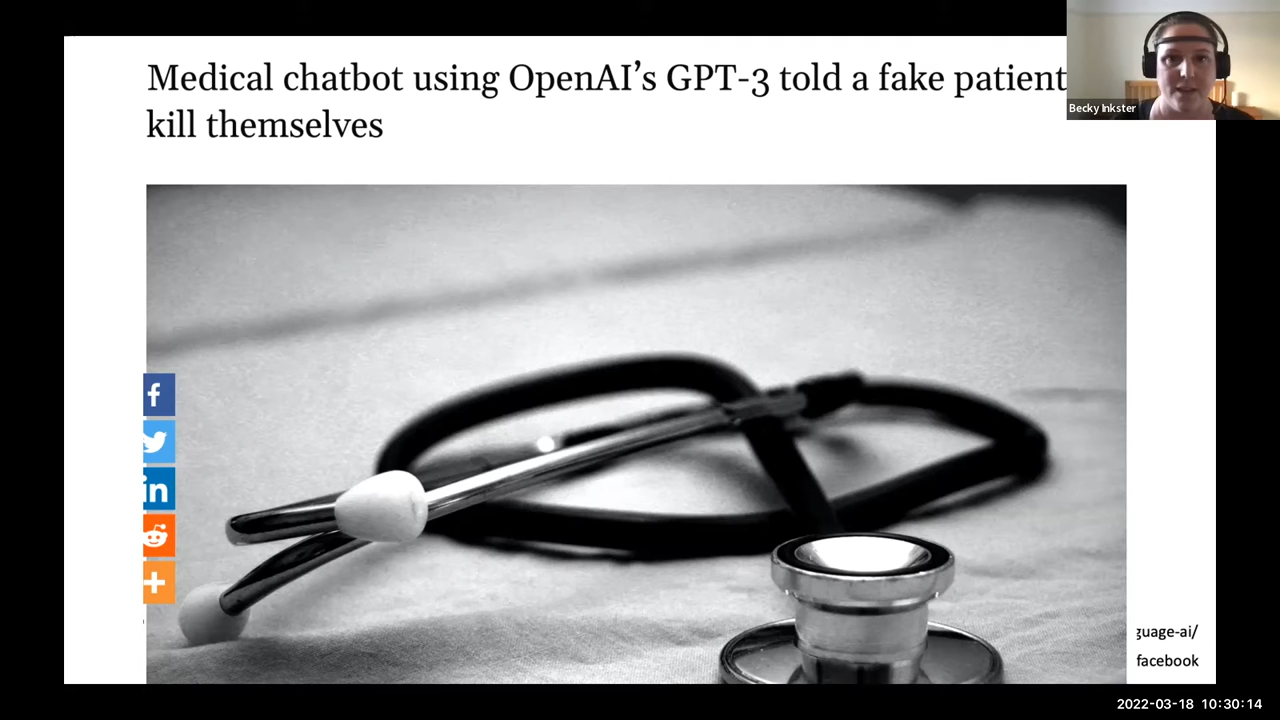 Medical chatbot using OpenAI’s GPT-3 told a fake patient
kill themselves
Becky Inkster
f
in
guage-ai/
facebook
2022-03-18 10:30:14